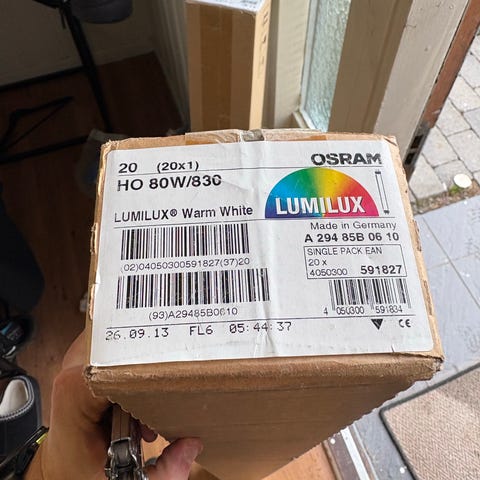 20 (20x1)
HO 80W/830
OSRAM
LUMILUX
LUMILUX® Warm White
Made in Germany
A 294 85B 06 10
SINGLE PACK EAN
20 x
4050300 591827
(02)04050300591827(37)20
(93)A29485B0610
4 050300 591834
26.09.13 FL6 05:44:37
CE